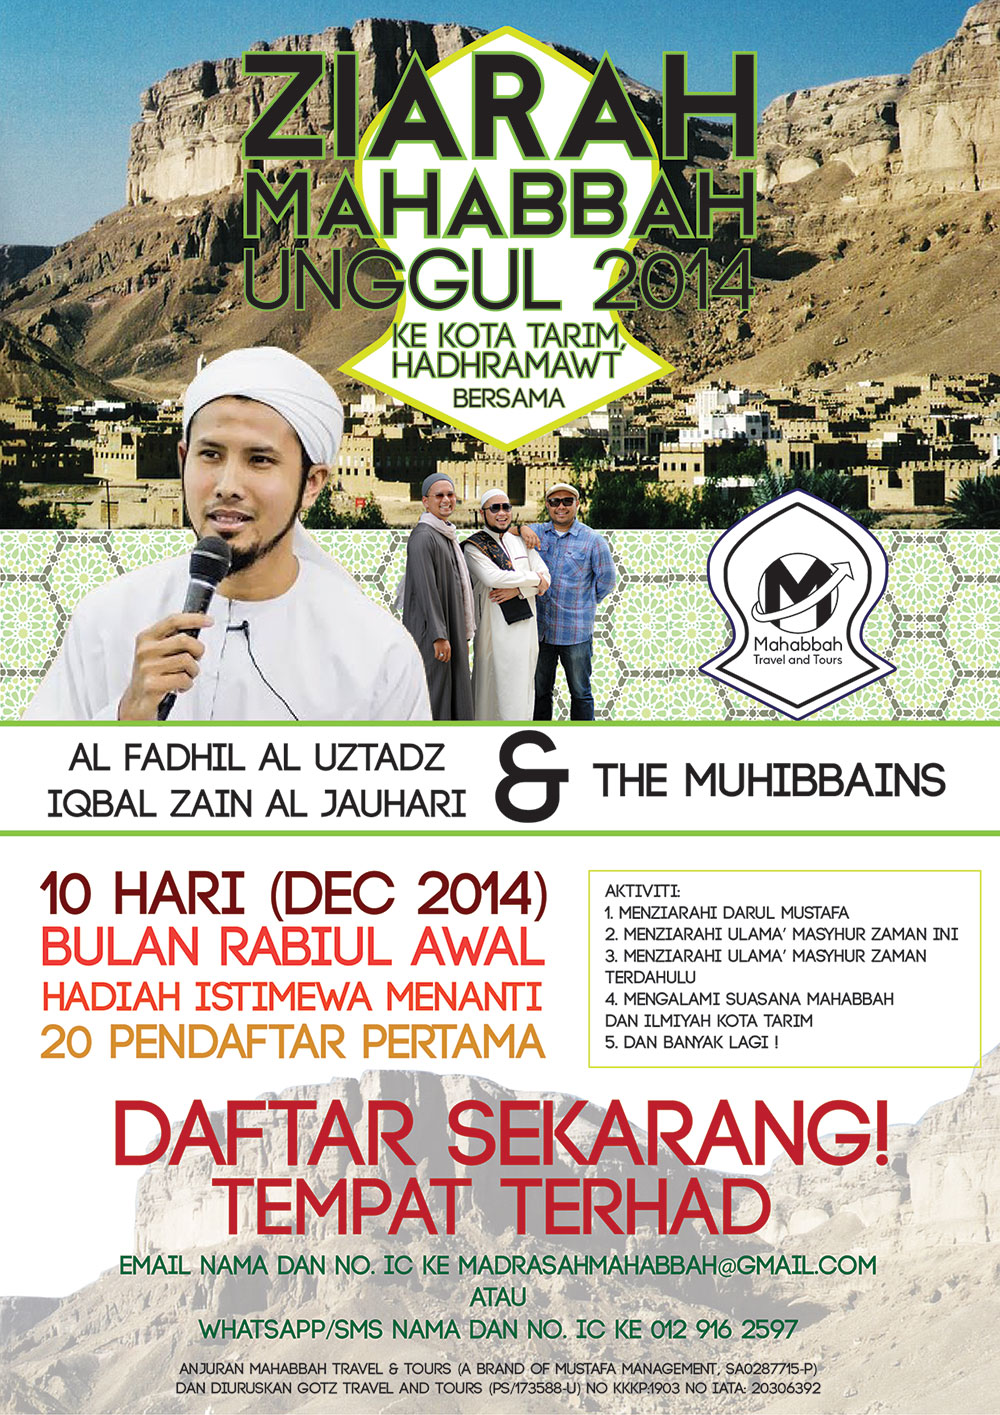 ZIARAH
MAHABBAH
UNGGUL 2014
KE KOTA TARIM,
HADHRAMAWT
BERSAMA
M
Mahabbah
Travel and Tours
AL FADHIL AL UZTADZ
IQBAL ZAIN AL JAUHARI
&
THE MUHIBBAINS
10 HARI (DEC 2014)
BULAN RABIUL AWAL
HADIAH ISTIMEWA MENANTI
20 PENDAFTAR PERTAMA
AKTIVITI:
1. MENZIARAHI DARUL MUSTAFA
2. MENZIARAHI ULAMA' MASYHUR ZAMAN INI
3. MENZIARAHI ULAMA' MASYHUR ZAMAN
TERDAHULU
4. MENGALAMI SUASANA MAHABBAH
DAN ILMIYAH KOTA TARIM
5. DAN BANYAK LAGI !
DAFTAR SEKARANG!
TEMPAT TERHAD
EMAIL NAMA DAN NO. IC KE MADRASAHMAHABBAH@GMAIL.COM
ATAU
WHATSAPP/SMS NAMA DAN NO. IC KE 012 916 2597
ANJURAN MAHABBAH TRAVEL & TOURS (A BRAND OF MUSTAFA MANAGEMENT, SA0287715-P)
DAN DIURUSKAN GOTZ TRAVEL AND TOURS (PS/173588-U) NO KKKP:1903 NO IATA: 20306392